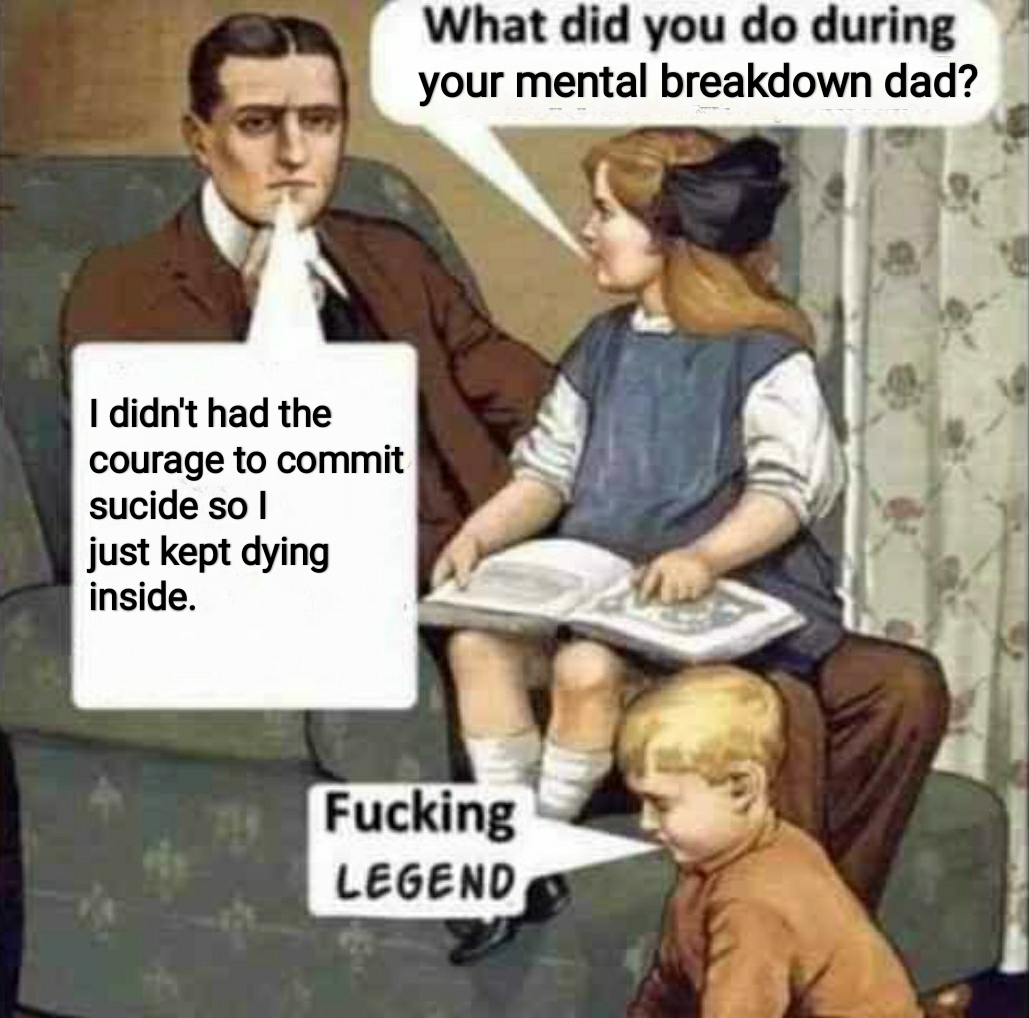 What did you do during
your mental breakdown dad?
I didn't had the
courage to commit
sucide so I
just kept dying
inside.
Fucking
LEGEND